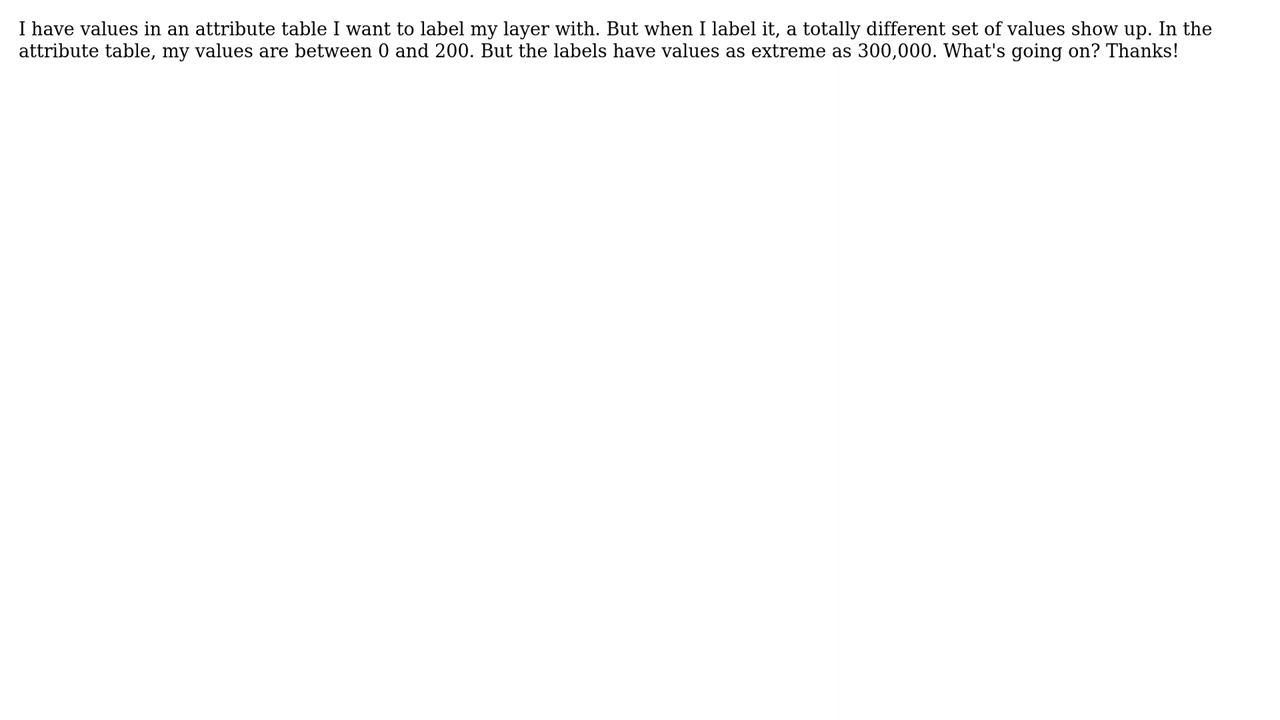 I have values in an attribute table I want to label my layer with. But when I label it, a totally different set of values show up. In the
attribute table, my values are between 0 and 200. But the labels have values as extreme as 300,000. What's going on? Thanks!